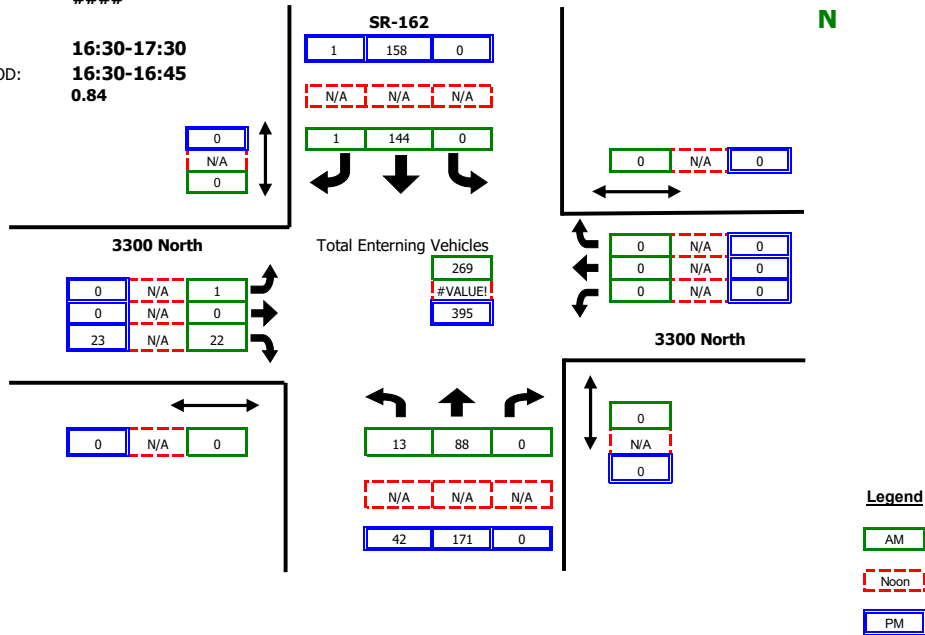 ####
N
SR-162
16:30-17:30
1 158 0
OD: 16:30-16:45
0.84
N/A N/A N/A
0
1 144 0
N/A
0 N/A 0
0
3300 North
Total Enterning Vehicles
0 N/A 0
269
0 N/A 0
#VALUE!
0 N/A 1
0 N/A 0
0 N/A 0
395
23 N/A 22
3300 North
0
13 88 0
0 N/A 0
N/A
0
N/A N/A N/A
Legend
42 171 0
AM
Noon
PM